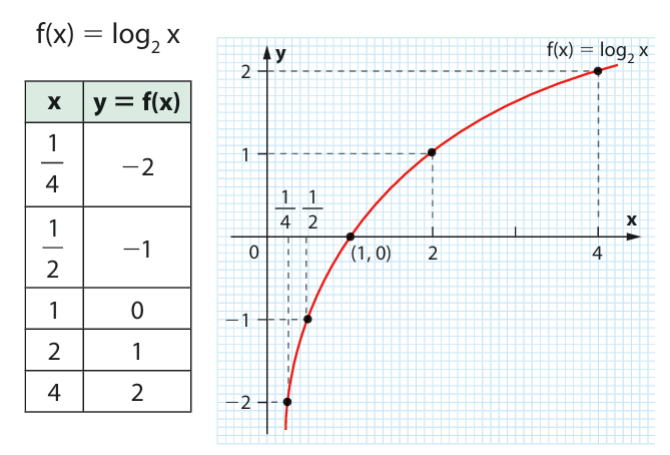 f(x) = log₂ x
x y = f(x)
1/4 −2
1/2 −1
1 0
2 1
4 2
y
f(x) = log₂ x
2
1
1/4 1/2
x
0 (1, 0) 2 4
−1
−2